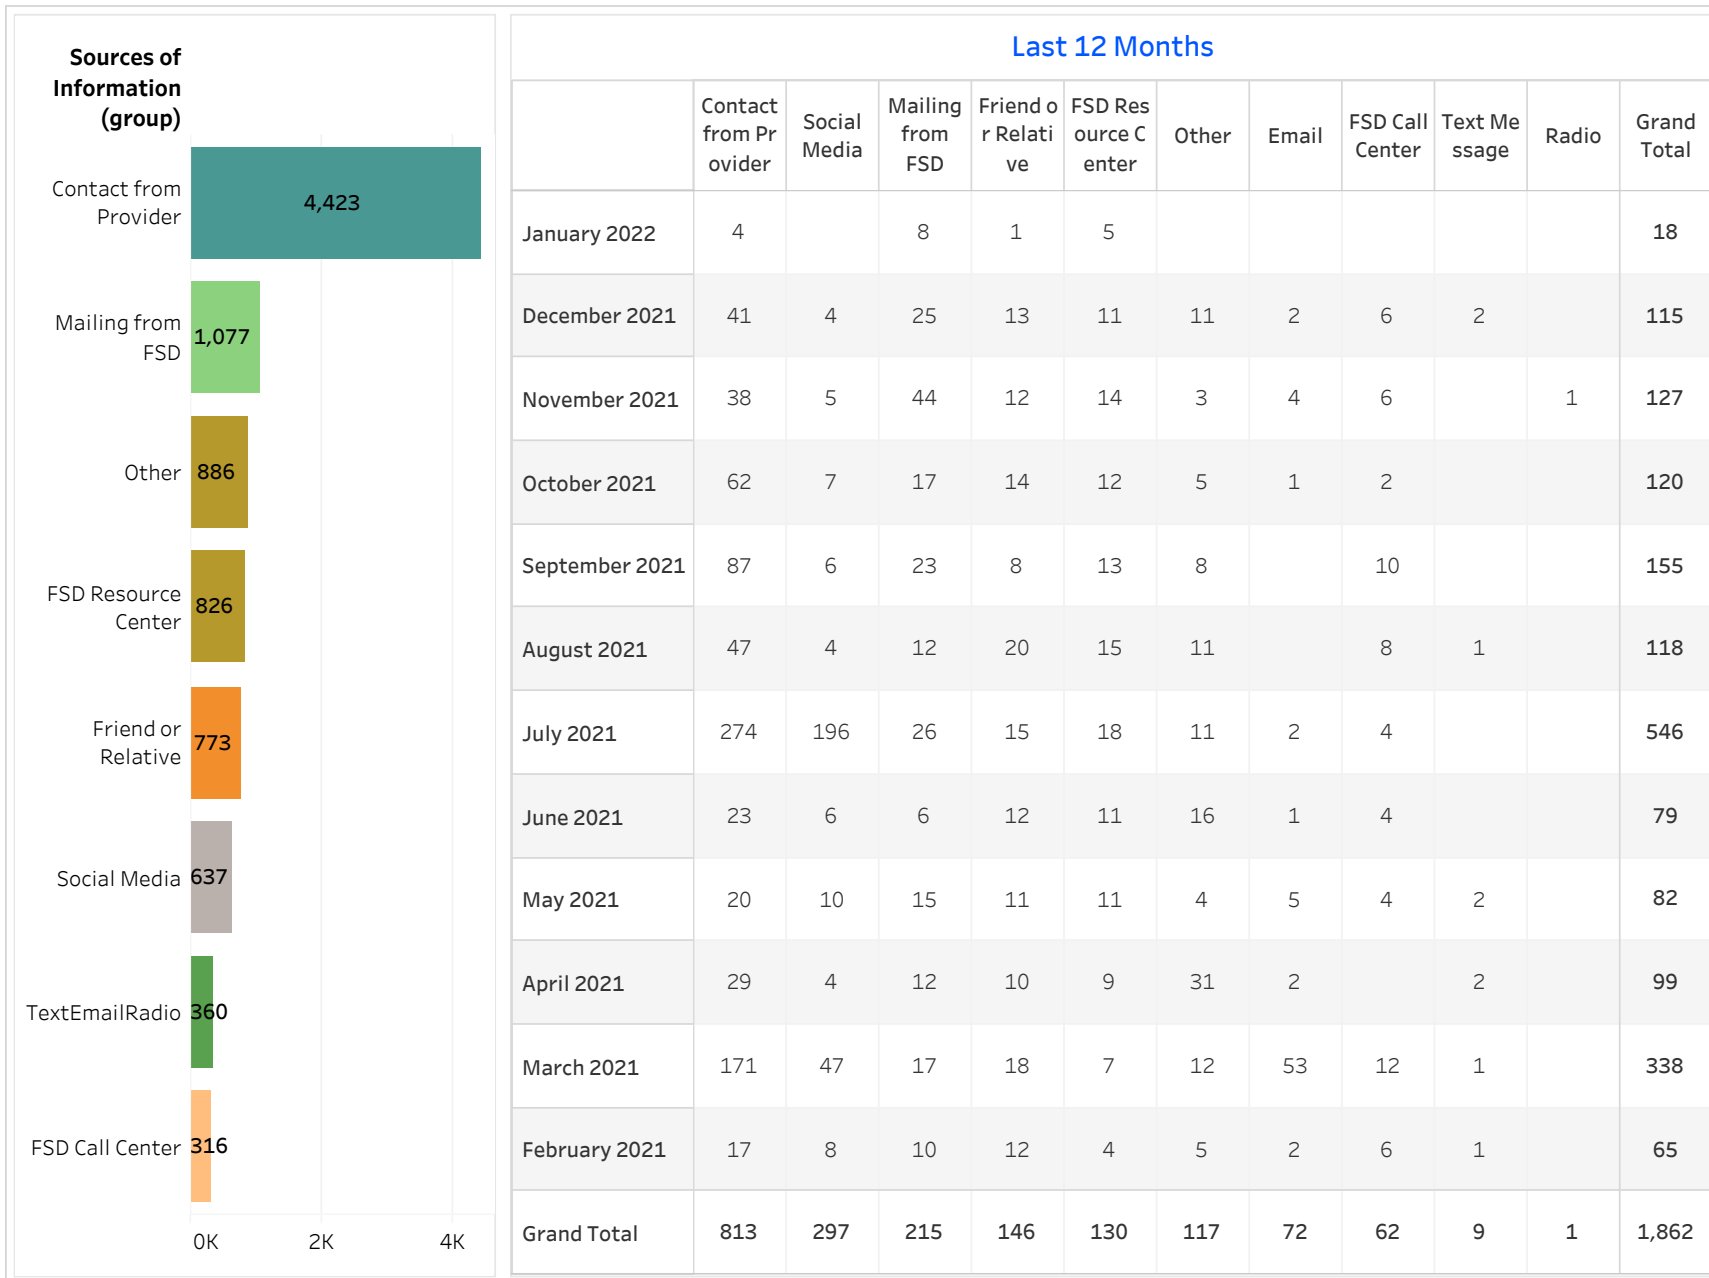 Sources of
Information
(group)
Contact from
Provider
4,423
Mailing from
FSD
1,077
Other
886
FSD Resource
Center
826
Friend or
Relative
773
Social Media
637
TextEmailRadio
360
FSD Call Center
316
0K 2K 4K
Last 12 Months
Contact
from Pr
ovider
Social
Media
Mailing
from
FSD
Friend o
r Relati
ve
FSD Res
ource C
enter
Other
Email
FSD Call
Center
Text Me
ssage
Radio
Grand
Total
January 2022 4 8 1 5 18
December 2021 41 4 25 13 11 11 2 6 2 115
November 2021 38 5 44 12 14 3 4 6 1 127
October 2021 62 7 17 14 12 5 1 2 120
September 2021 87 6 23 8 13 8 10 155
August 2021 47 4 12 20 15 11 8 1 118
July 2021 274 196 26 15 18 11 2 4 546
June 2021 23 6 6 12 11 16 1 4 79
May 2021 20 10 15 11 11 4 5 4 2 82
April 2021 29 4 12 10 9 31 2 2 99
March 2021 171 47 17 18 7 12 53 12 1 338
February 2021 17 8 10 12 4 5 2 6 1 65
Grand Total 813 297 215 146 130 117 72 62 9 1 1,862